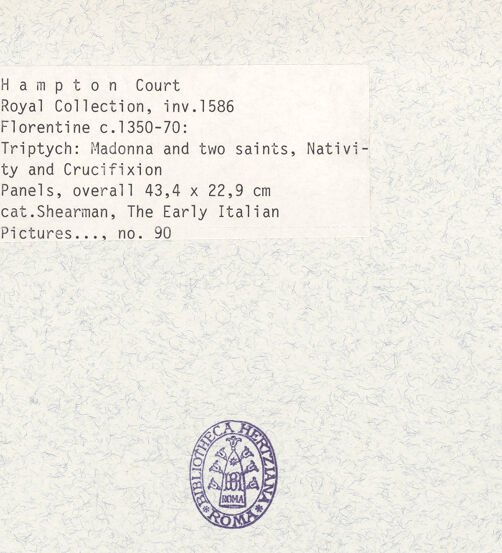 H a m p t o n Court
Royal Collection, inv.1586
Florentine c.1350-70:
Triptych: Madonna and two saints, Nativi-
ty and Crucifixion
Panels, overall 43,4 x 22,9 cm
cat.Shearman, The Early Italian
Pictures..., no. 90
BIBLIOTHECA HERTZIANA
BH
ROMA
* ROMA *